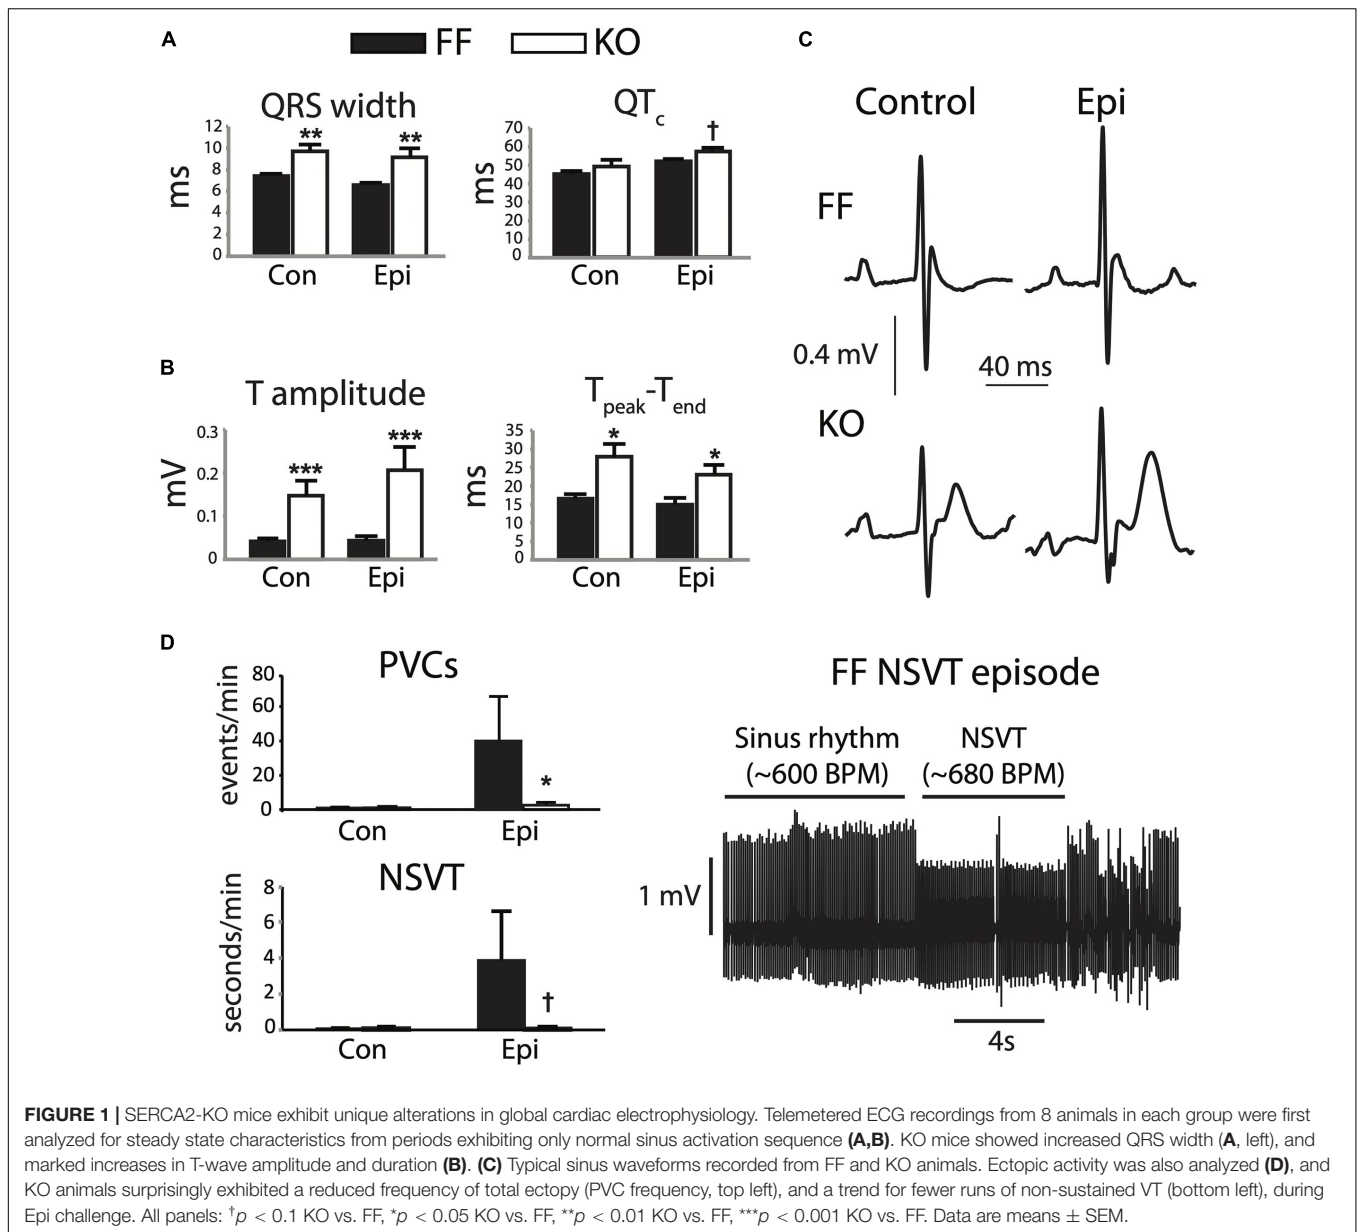 A
FF
KO
QRS width
12
10
8
6
4
2
0
ms
**
**
Con
Epi
QTc
70
60
50
40
30
20
10
0
ms
†
Con
Epi
B
T amplitude
0.3
0.2
0.1
0
mV
***
***
Con
Epi
Tpeak-Tend
35
30
25
20
15
10
5
0
ms
*
*
Con
Epi
C
Control
Epi
FF
0.4 mV
40 ms
KO
D
PVCs
80
60
40
20
0
events/min
*
Con
Epi
NSVT
8
6
4
2
0
seconds/min
†
Con
Epi
FF NSVT episode
Sinus rhythm
(~600 BPM)
NSVT
(~680 BPM)
1 mV
4s
FIGURE 1 | SERCA2-KO mice exhibit unique alterations in global cardiac electrophysiology. Telemetered ECG recordings from 8 animals in each group were first
analyzed for steady state characteristics from periods exhibiting only normal sinus activation sequence (A,B). KO mice showed increased QRS width (A, left), and
marked increases in T-wave amplitude and duration (B). (C) Typical sinus waveforms recorded from FF and KO animals. Ectopic activity was also analyzed (D), and
KO animals surprisingly exhibited a reduced frequency of total ectopy (PVC frequency, top left), and a trend for fewer runs of non-sustained VT (bottom left), during
Epi challenge. All panels: †p < 0.1 KO vs. FF, *p < 0.05 KO vs. FF, **p < 0.01 KO vs. FF, ***p < 0.001 KO vs. FF. Data are means ± SEM.